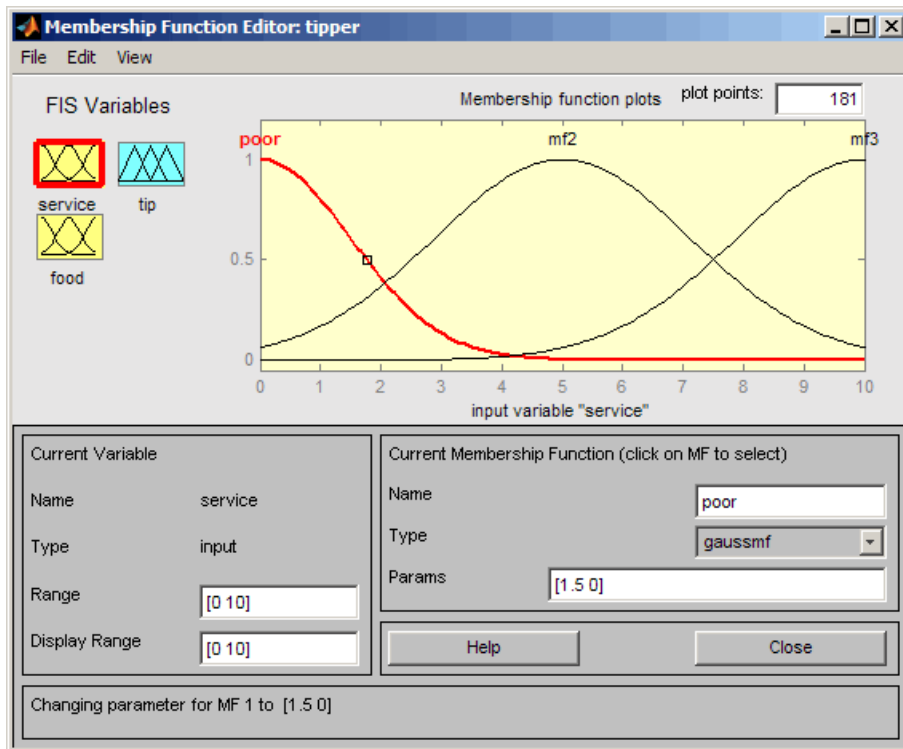 Membership Function Editor: tipper
File Edit View
FIS Variables
Membership function plots plot points: 181
service tip
food
poor mf2 mf3
1
0.5
0
0 1 2 3 4 5 6 7 8 9 10
input variable "service"
Current Variable
Name service
Type input
Range [0 10]
Display Range [0 10]
Current Membership Function (click on MF to select)
Name poor
Type gaussmf
Params [1.5 0]
Help Close
Changing parameter for MF 1 to [1.5 0]